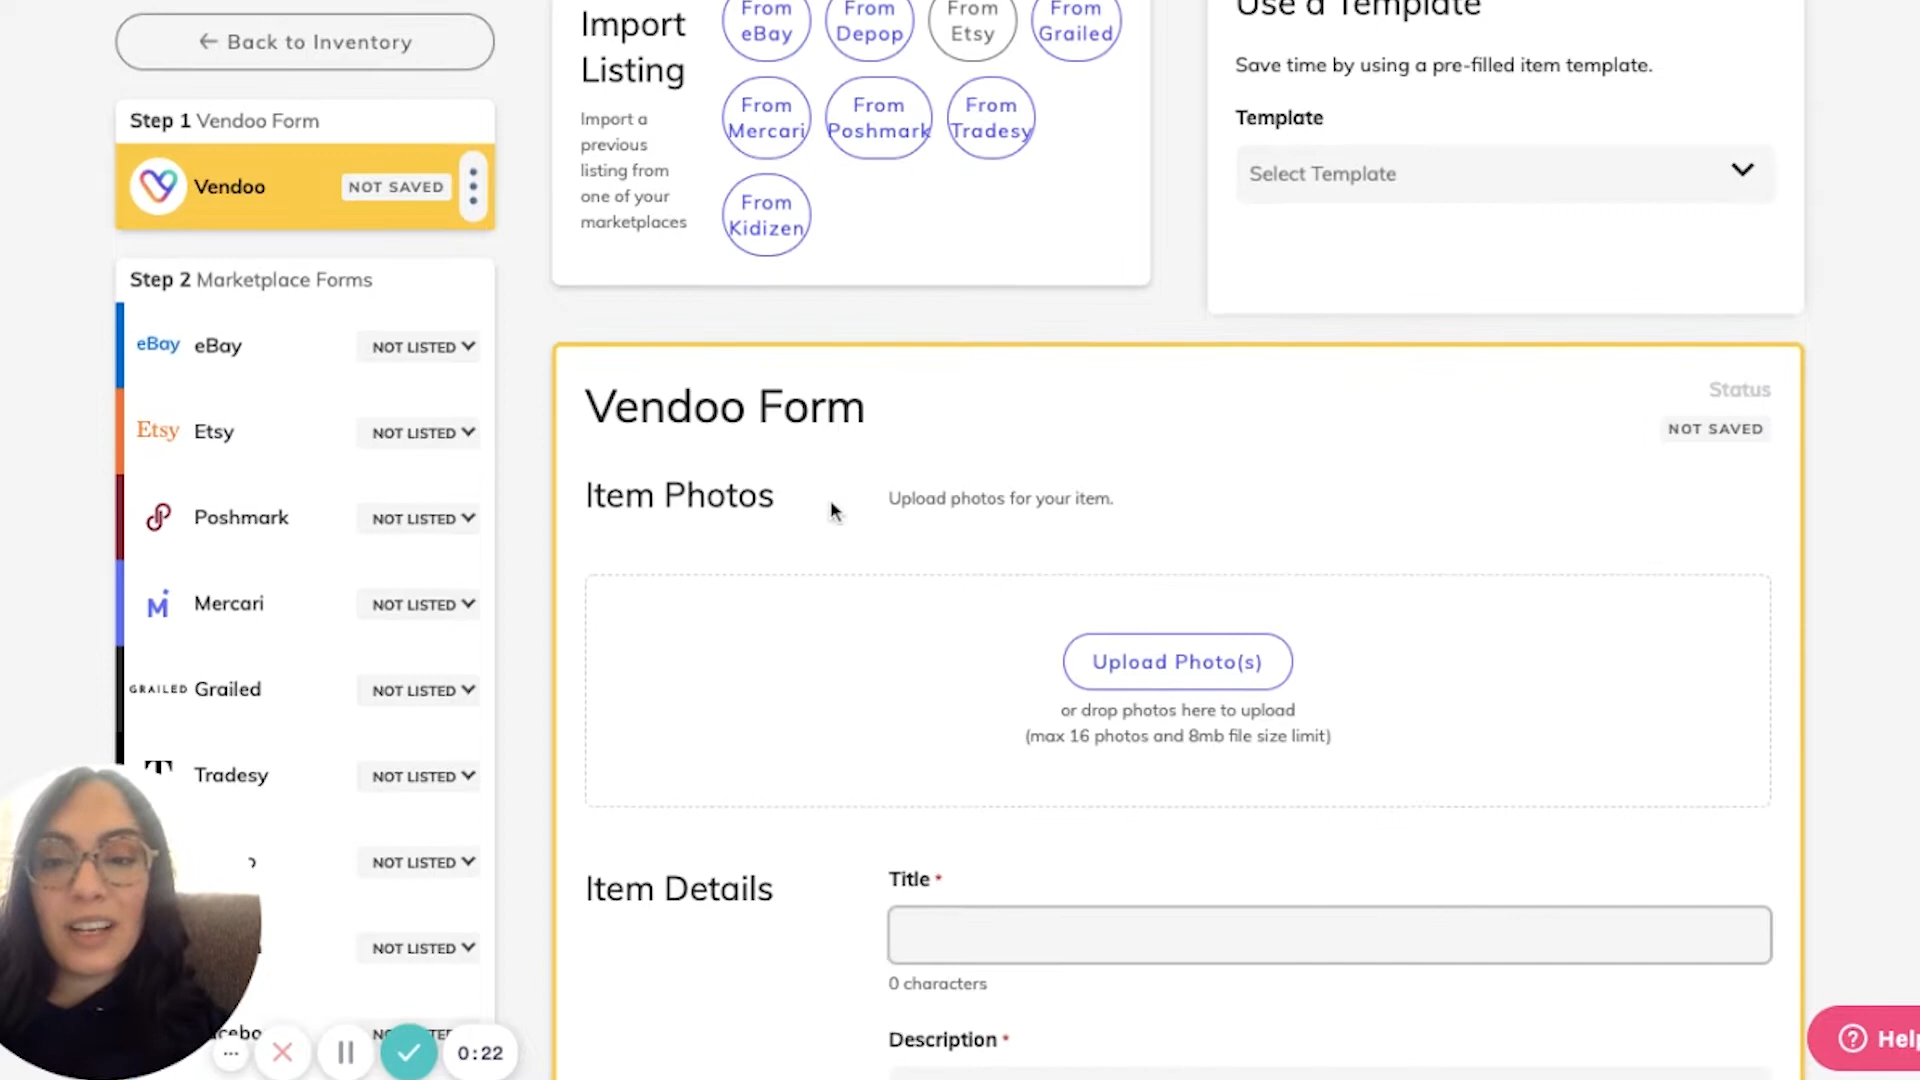 ← Back to Inventory
Step 1 Vendoo Form
Vendoo
NOT SAVED
Step 2 Marketplace Forms
eBay eBay
NOT LISTED
Etsy Etsy
NOT LISTED
Poshmark
NOT LISTED
Mercari
NOT LISTED
GRAILED Grailed
NOT LISTED
Tradesy
NOT LISTED
NOT LISTED
NOT LISTED
0:22
Import
Listing
Import a
previous
listing from
one of your
marketplaces
From
eBay
From
Depop
From
Etsy
From
Grailed
From
Mercari
From
Poshmark
From
Tradesy
From
Kidizen
Use a Template
Save time by using a pre-filled item template.
Template
Select Template
Vendoo Form
Status
NOT SAVED
Item Photos
Upload photos for your item.
Upload Photo(s)
or drop photos here to upload
(max 16 photos and 8mb file size limit)
Item Details
Title *
0 characters
Description *
Help